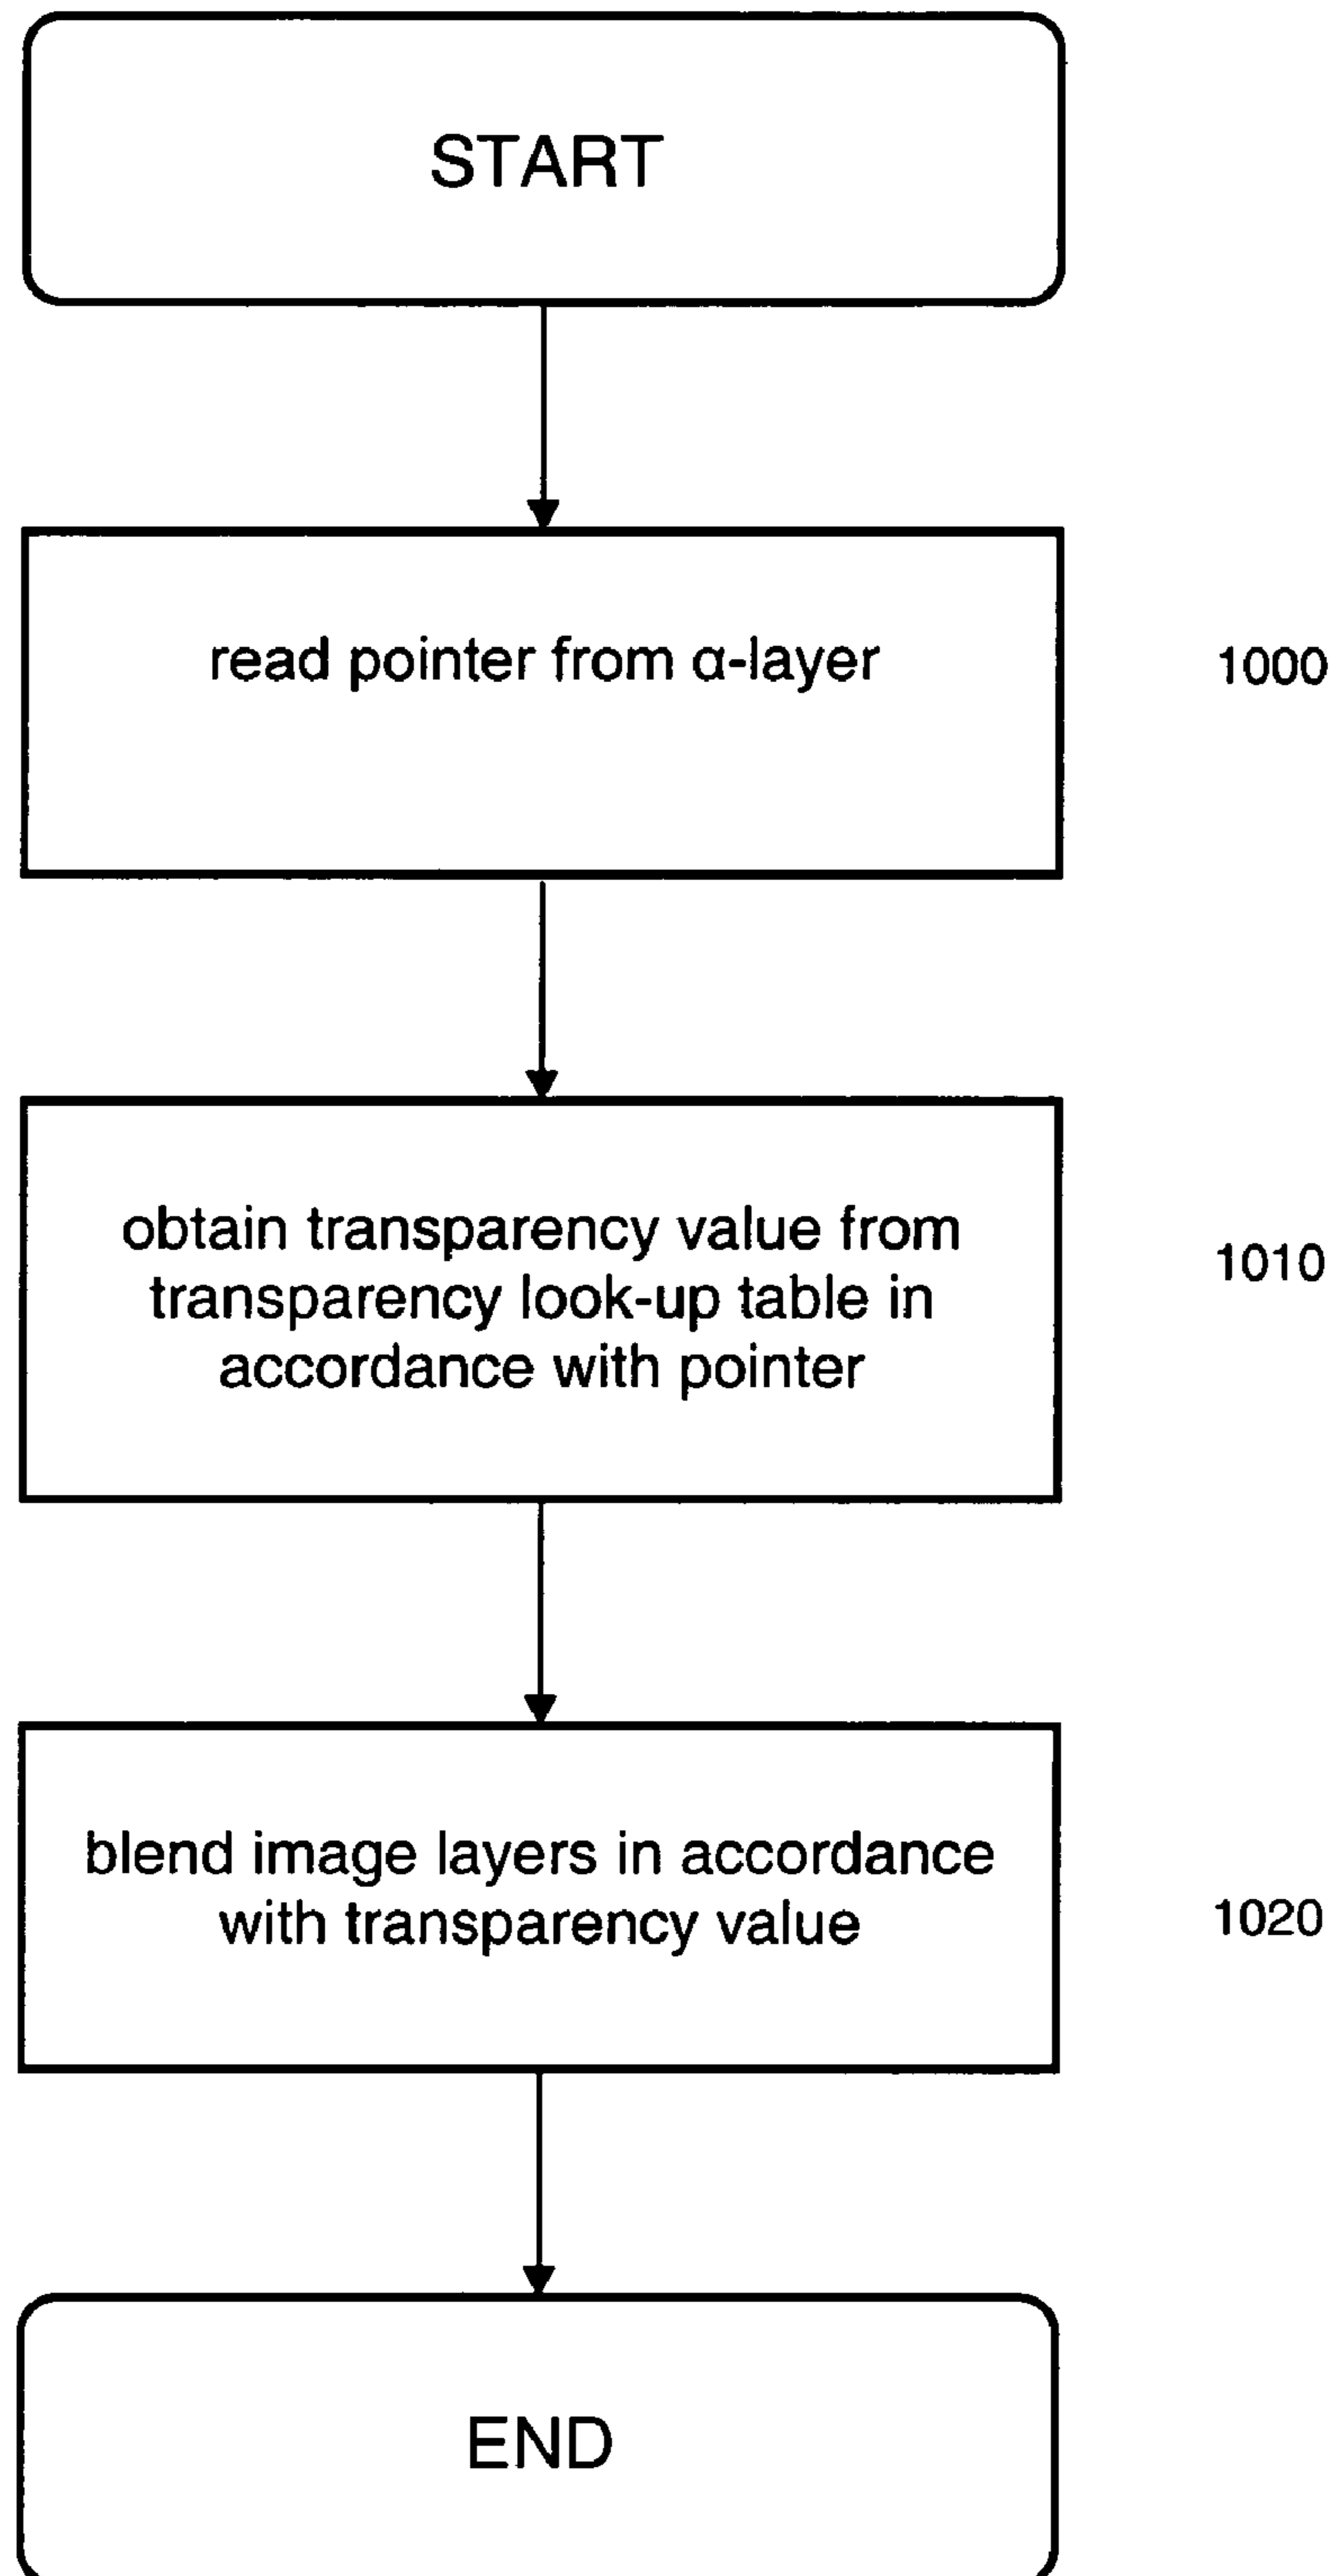 START
read pointer from α-layer
1000
obtain transparency value from
transparency look-up table in
accordance with pointer
1010
blend image layers in accordance
with transparency value
1020
END